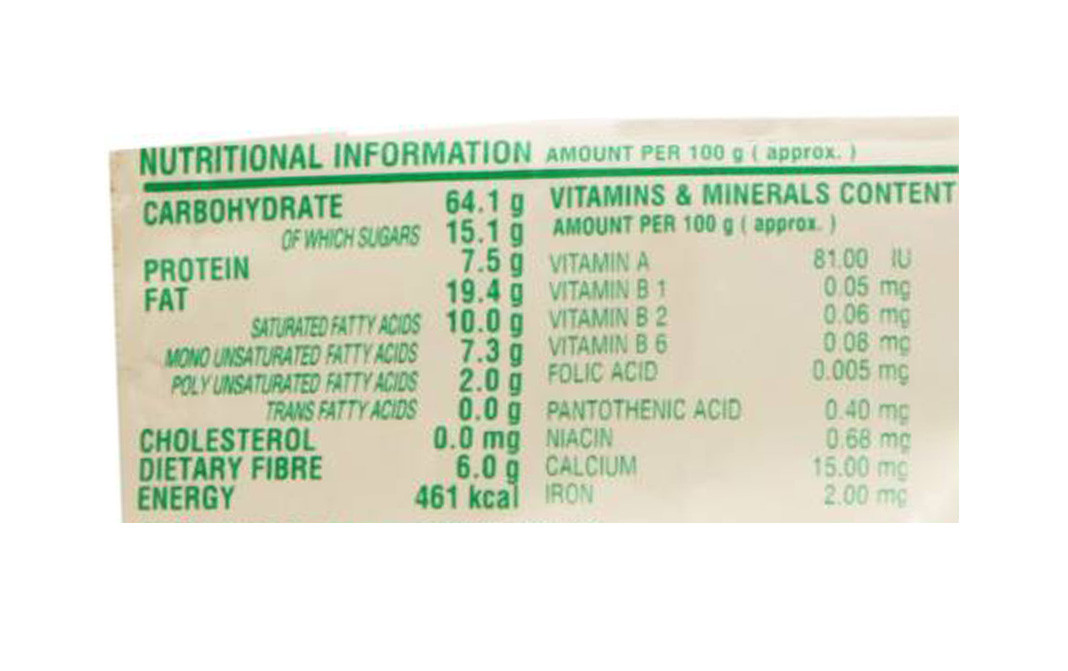 NUTRITIONAL INFORMATION AMOUNT PER 100 g ( approx. )
CARBOHYDRATE 64.1 g
OF WHICH SUGARS 15.1 g
PROTEIN 7.5 g
FAT 19.4 g
SATURATED FATTY ACIDS 10.0 g
MONO UNSATURATED FATTY ACIDS 7.3 g
POLY UNSATURATED FATTY ACIDS 2.0 g
TRANS FATTY ACIDS 0.0 g
CHOLESTEROL 0.0 mg
DIETARY FIBRE 6.0 g
ENERGY 461 kcal
VITAMINS & MINERALS CONTENT
AMOUNT PER 100 g ( approx. )
VITAMIN A 81.00 IU
VITAMIN B 1 0.05 mg
VITAMIN B 2 0.06 mg
VITAMIN B 6 0.08 mg
FOLIC ACID 0.005 mg
PANTOTHENIC ACID 0.40 mg
NIACIN 0.68 mg
CALCIUM 15.00 mg
IRON 2.00 mg